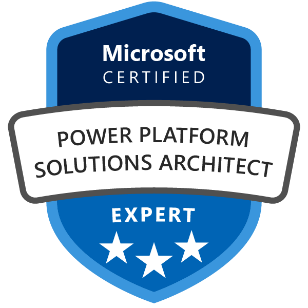 Microsoft
CERTIFIED
POWER PLATFORM
SOLUTIONS ARCHITECT
EXPERT